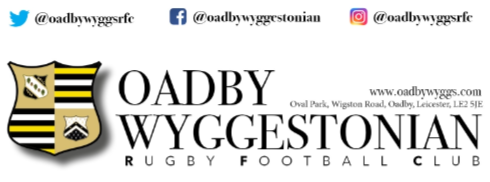 @oadbywyggsrfc @oadbywyggestonian @oadbywyggsrfc
www.oadbywyggs.com
Oval Park, Wigston Road, Oadby, Leicester, LE2 5JE
OADBY
WYGGESTONIAN
RUGBY FOOTBALL CLUB